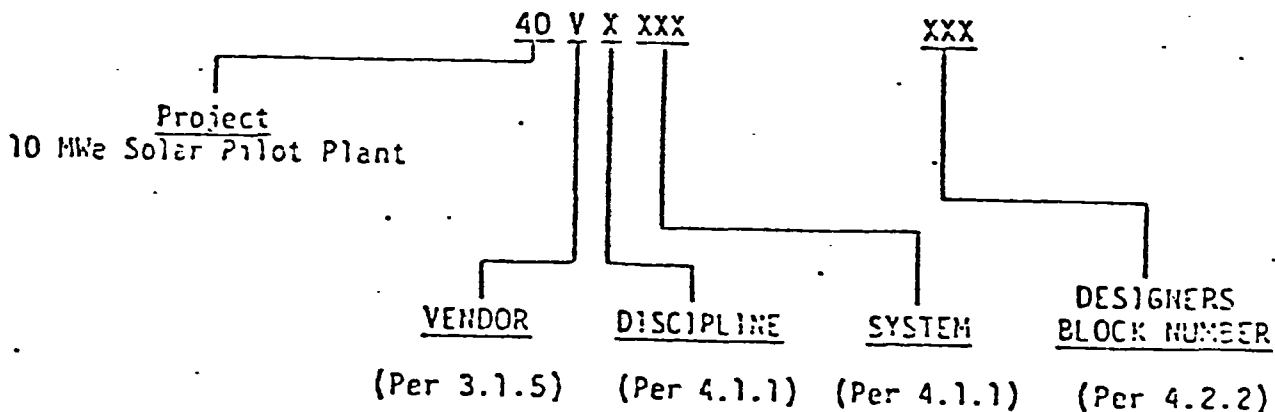 40 V X XXX XXX
Project
10 MWe Solar Pilot Plant
VENDOR DISCIPLINE SYSTEM DESIGNERS
BLOCK NUMBER
(Per 3.1.5) (Per 4.1.1) (Per 4.1.1) (Per 4.2.2)